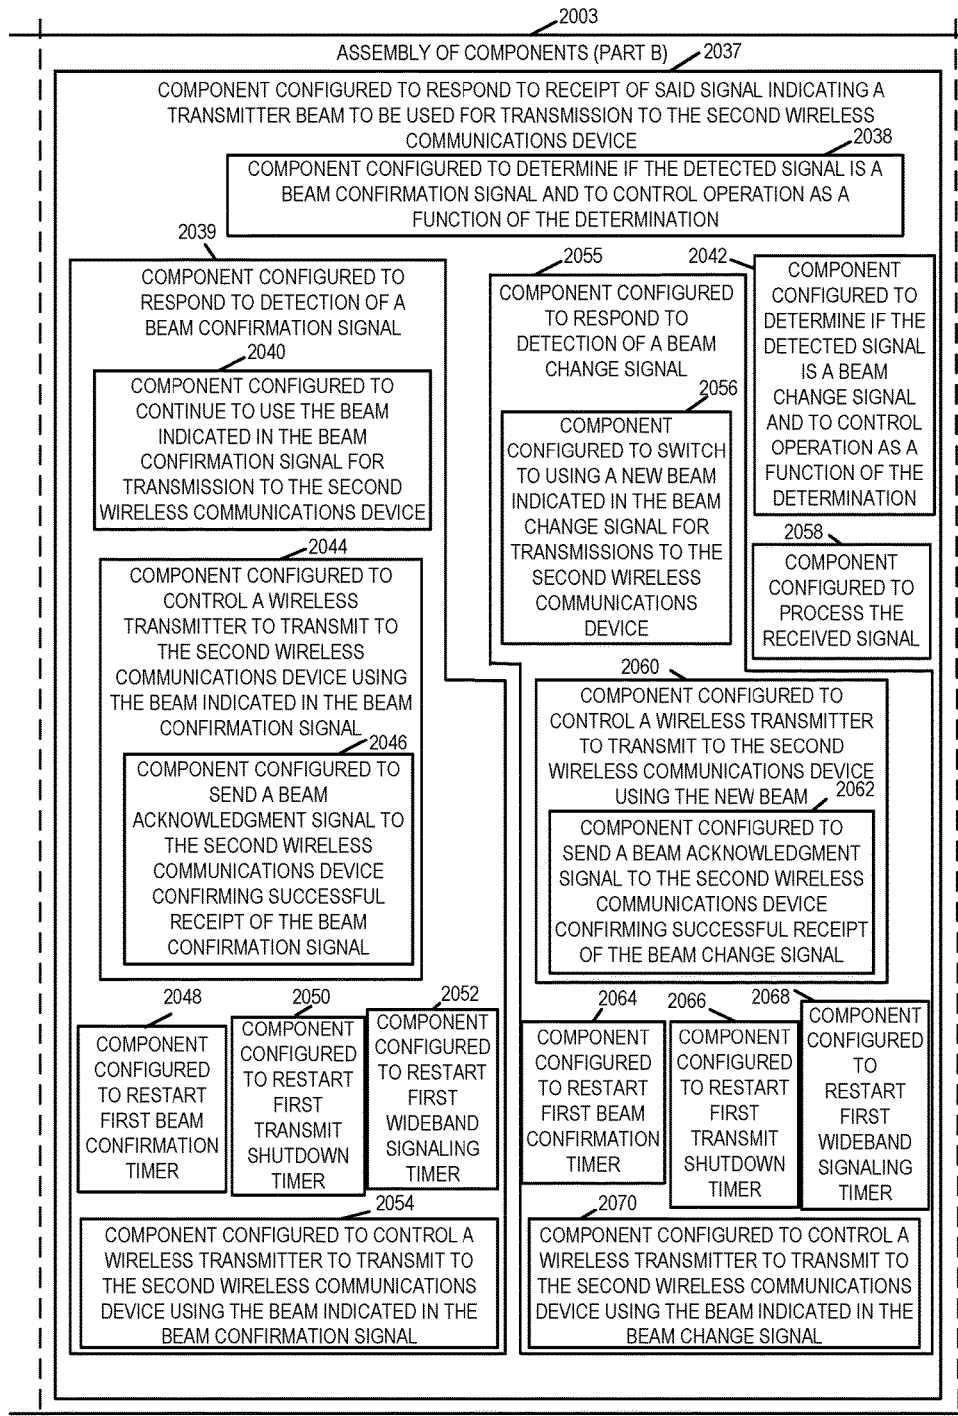 2003
ASSEMBLY OF COMPONENTS (PART B)
2037
COMPONENT CONFIGURED TO RESPOND TO RECEIPT OF SAID SIGNAL INDICATING A
TRANSMITTER BEAM TO BE USED FOR TRANSMISSION TO THE SECOND WIRELESS
COMMUNICATIONS DEVICE
2038
COMPONENT CONFIGURED TO DETERMINE IF THE DETECTED SIGNAL IS A
BEAM CONFIRMATION SIGNAL AND TO CONTROL OPERATION AS A
FUNCTION OF THE DETERMINATION
2039
COMPONENT CONFIGURED TO
RESPOND TO DETECTION OF A
BEAM CONFIRMATION SIGNAL
2040
COMPONENT CONFIGURED TO
CONTINUE TO USE THE BEAM
INDICATED IN THE BEAM
CONFIRMATION SIGNAL FOR
TRANSMISSION TO THE SECOND
WIRELESS COMMUNICATIONS DEVICE
2044
COMPONENT CONFIGURED TO
CONTROL A WIRELESS
TRANSMITTER TO TRANSMIT TO
THE SECOND WIRELESS
COMMUNICATIONS DEVICE USING
THE BEAM INDICATED IN THE BEAM
CONFIRMATION SIGNAL
2046
COMPONENT CONFIGURED TO
SEND A BEAM
ACKNOWLEDGMENT SIGNAL TO
THE SECOND WIRELESS
COMMUNICATIONS DEVICE
CONFIRMING SUCCESSFUL
RECEIPT OF THE BEAM
CONFIRMATION SIGNAL
2048
COMPONENT
CONFIGURED
TO RESTART
FIRST BEAM
CONFIRMATION
TIMER
2050
COMPONENT
CONFIGURED
TO RESTART
FIRST
TRANSMIT
SHUTDOWN
TIMER
2052
COMPONENT
CONFIGURED
TO RESTART
FIRST
WIDEBAND
SIGNALING
TIMER
2054
COMPONENT CONFIGURED TO CONTROL A
WIRELESS TRANSMITTER TO TRANSMIT TO
THE SECOND WIRELESS COMMUNICATIONS
DEVICE USING THE BEAM INDICATED IN THE
BEAM CONFIRMATION SIGNAL
2055
COMPONENT CONFIGURED
TO RESPOND TO
DETECTION OF A BEAM
CHANGE SIGNAL
2056
COMPONENT
CONFIGURED TO SWITCH
TO USING A NEW BEAM
INDICATED IN THE BEAM
CHANGE SIGNAL FOR
TRANSMISSIONS TO THE
SECOND WIRELESS
COMMUNICATIONS
DEVICE
2042
COMPONENT
CONFIGURED TO
DETERMINE IF THE
DETECTED SIGNAL
IS A BEAM
CHANGE SIGNAL
AND TO CONTROL
OPERATION AS A
FUNCTION OF THE
DETERMINATION
2058
COMPONENT
CONFIGURED TO
PROCESS THE
RECEIVED SIGNAL
2060
COMPONENT CONFIGURED TO
CONTROL A WIRELESS TRANSMITTER
TO TRANSMIT TO THE SECOND
WIRELESS COMMUNICATIONS DEVICE
USING THE NEW BEAM
2062
COMPONENT CONFIGURED TO
SEND A BEAM ACKNOWLEDGMENT
SIGNAL TO THE SECOND WIRELESS
COMMUNICATIONS DEVICE
CONFIRMING SUCCESSFUL RECEIPT
OF THE BEAM CHANGE SIGNAL
2064
COMPONENT
CONFIGURED
TO RESTART
FIRST BEAM
CONFIRMATION
TIMER
2066
COMPONENT
CONFIGURED
TO RESTART
FIRST
TRANSMIT
SHUTDOWN
TIMER
2068
COMPONENT
CONFIGURED
TO
RESTART
FIRST
WIDEBAND
SIGNALING
TIMER
2070
COMPONENT CONFIGURED TO CONTROL A
WIRELESS TRANSMITTER TO TRANSMIT TO
THE SECOND WIRELESS COMMUNICATIONS
DEVICE USING THE BEAM INDICATED IN THE
BEAM CHANGE SIGNAL